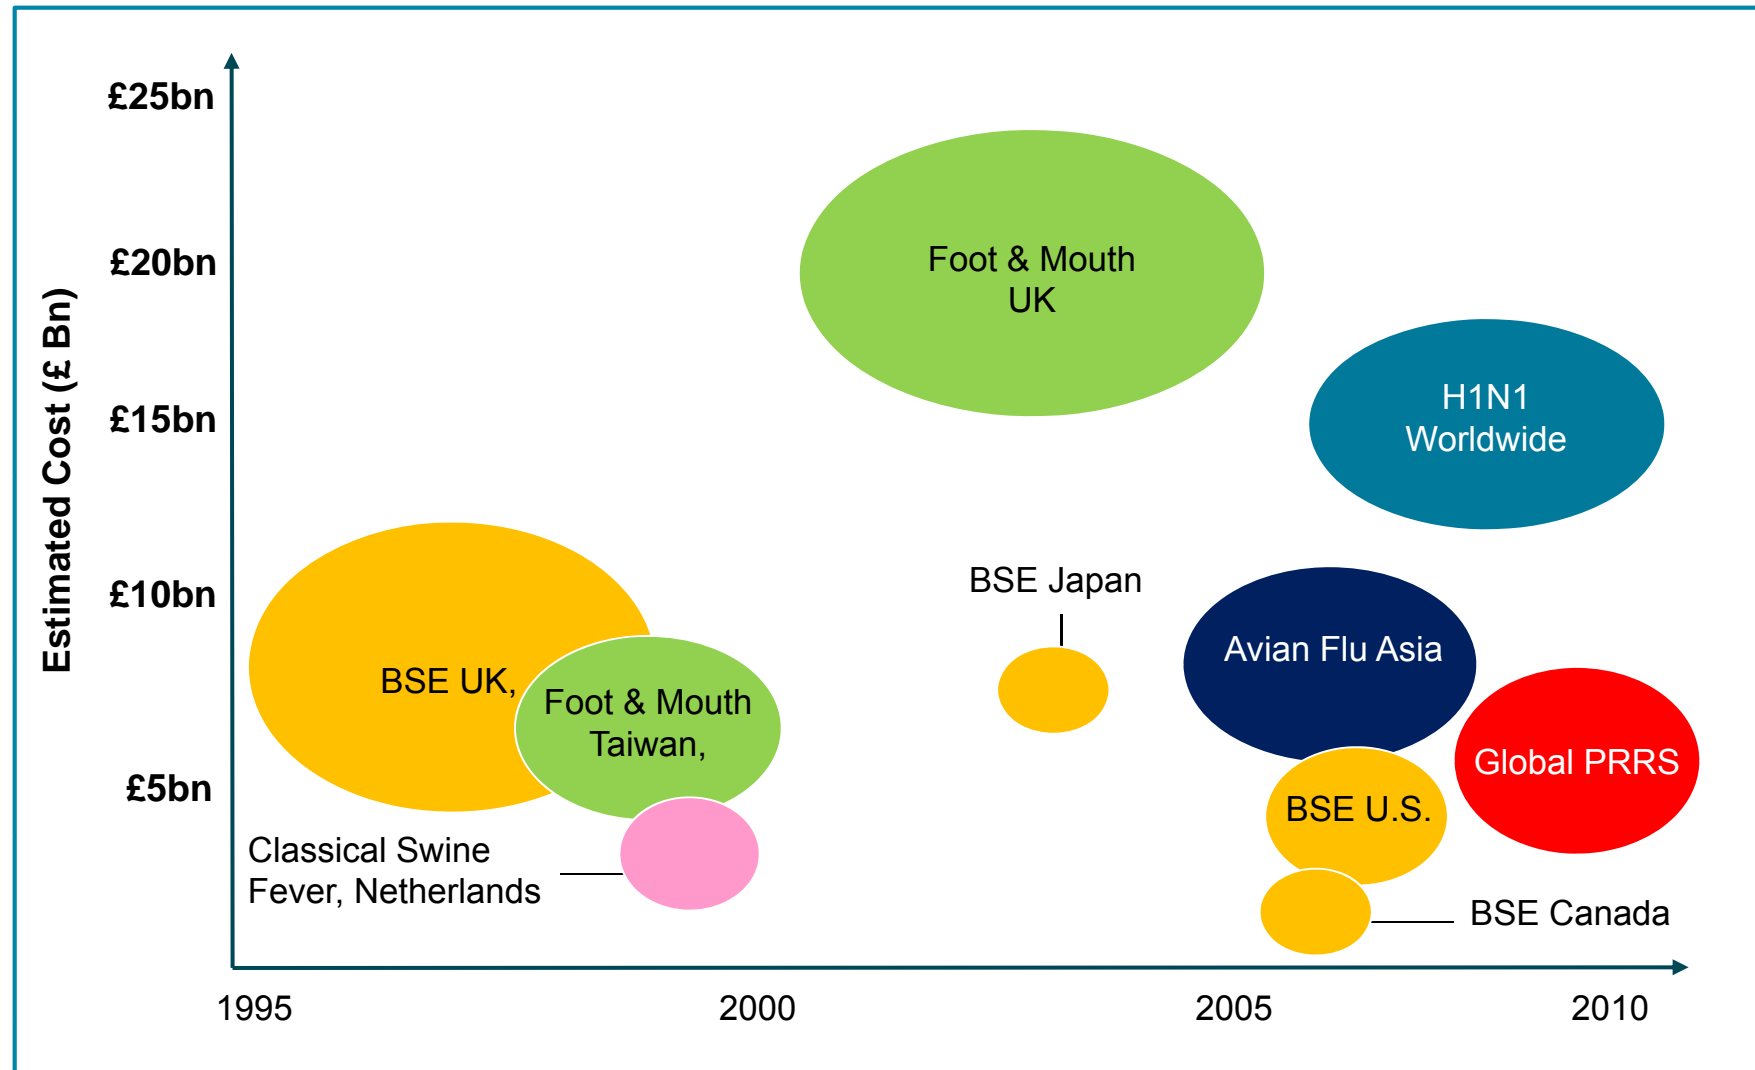 £25bn
£20bn
£15bn
£10bn
£5bn
Estimated Cost (£ Bn)
Foot & Mouth
UK
H1N1
Worldwide
BSE Japan
Avian Flu Asia
BSE UK,
Foot & Mouth
Taiwan,
Global PRRS
BSE U.S.
Classical Swine
Fever, Netherlands
BSE Canada
1995
2000
2005
2010